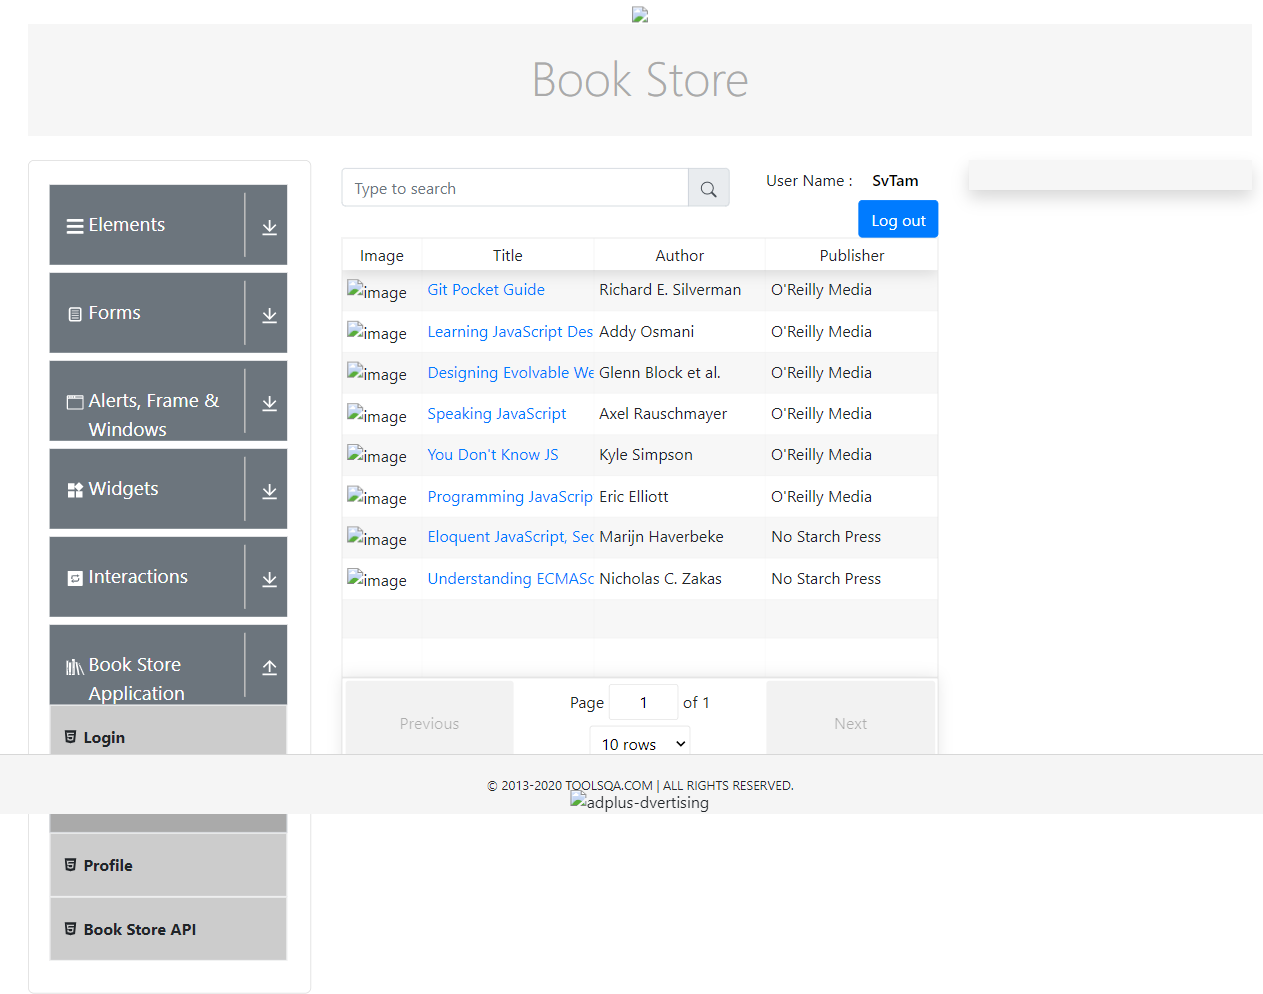 Book Store
Elements
Forms
Alerts, Frame &
Windows
Widgets
Interactions
Book Store
Application
Login
Profile
Book Store API
Type to search
User Name : SvTam
Log out
Image Title Author Publisher
image Git Pocket Guide Richard E. Silverman O'Reilly Media
image Learning JavaScript Des Addy Osmani O'Reilly Media
image Designing Evolvable We Glenn Block et al. O'Reilly Media
image Speaking JavaScript Axel Rauschmayer O'Reilly Media
image You Don't Know JS Kyle Simpson O'Reilly Media
image Programming JavaScrip Eric Elliott O'Reilly Media
image Eloquent JavaScript, Sec Marijn Haverbeke No Starch Press
image Understanding ECMASc Nicholas C. Zakas No Starch Press
Previous
Page 1 of 1
10 rows
Next
© 2013-2020 TOOLSQA.COM | ALL RIGHTS RESERVED.
adplus-dvertising